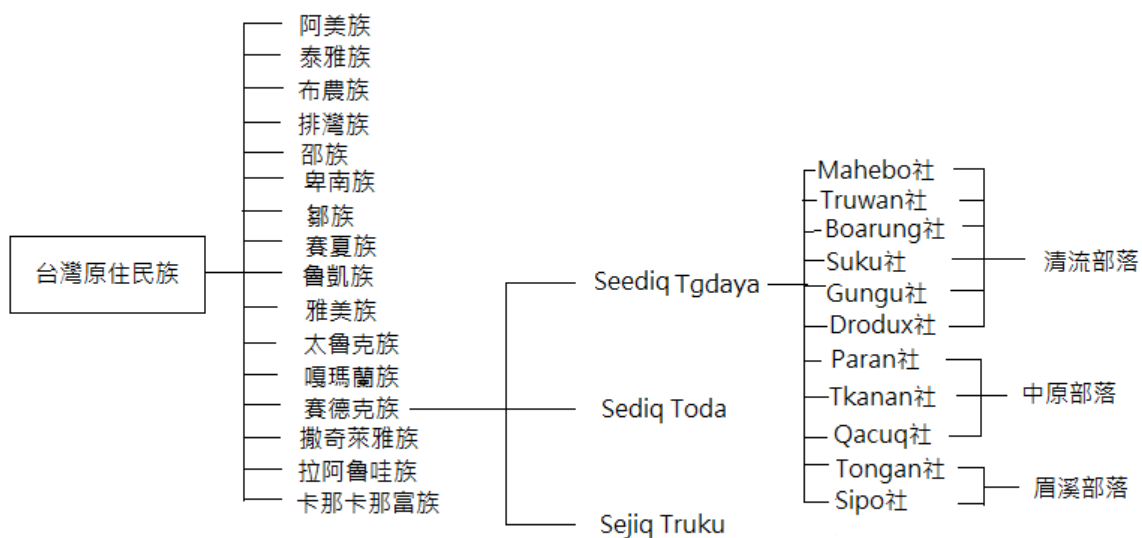 台灣原住民族
阿美族
泰雅族
布農族
排灣族
邵族
卑南族
鄒族
賽夏族
魯凱族
雅美族
太魯克族
嘎瑪蘭族
賽德克族
撒奇萊雅族
拉阿魯哇族
卡那卡那富族
Seediq Tgdaya
Sediq Toda
Sejiq Truku
Mahebo社
Truwan社
Boarung社
Suku社
Gungu社
Drodux社
Paran社
Tkanan社
Qacuq社
Tongan社
Sipo社
清流部落
中原部落
眉溪部落